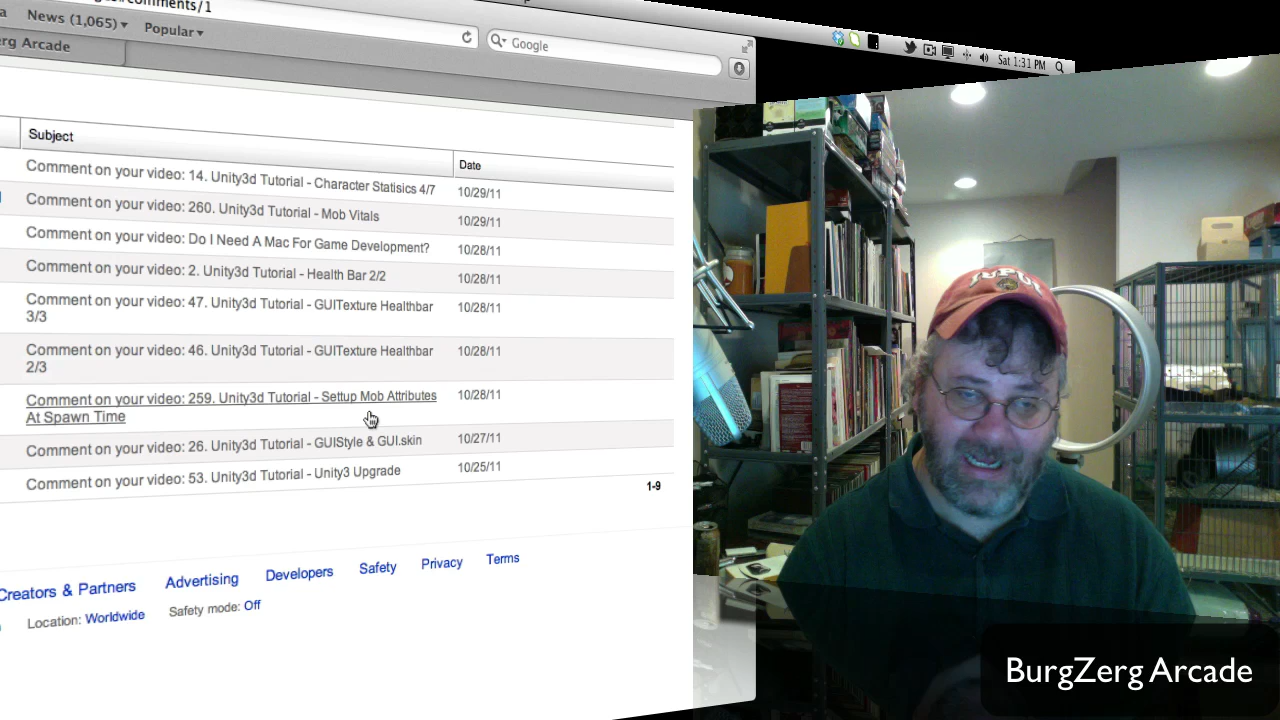 #comments/1
News (1,065) ▾ Popular ▾
Google
Sat 1:31 PM
erg Arcade
Subject
Date
Comment on your video: 14. Unity3d Tutorial - Character Statisics 4/7
10/29/11
Comment on your video: 260. Unity3d Tutorial - Mob Vitals
10/29/11
Comment on your video: Do I Need A Mac For Game Development?
10/28/11
Comment on your video: 2. Unity3d Tutorial - Health Bar 2/2
10/28/11
Comment on your video: 47. Unity3d Tutorial - GUITexture Healthbar
3/3
10/28/11
Comment on your video: 46. Unity3d Tutorial - GUITexture Healthbar
2/3
10/28/11
Comment on your video: 259. Unity3d Tutorial - Settup Mob Attributes
At Spawn Time
10/28/11
Comment on your video: 26. Unity3d Tutorial - GUIStyle & GUI.skin
10/27/11
Comment on your video: 53. Unity3d Tutorial - Unity3 Upgrade
10/25/11
1-9
Creators & Partners Advertising Developers Safety Privacy Terms
Location: Worldwide Safety mode: Off
IUPUI
BurgZerg Arcade